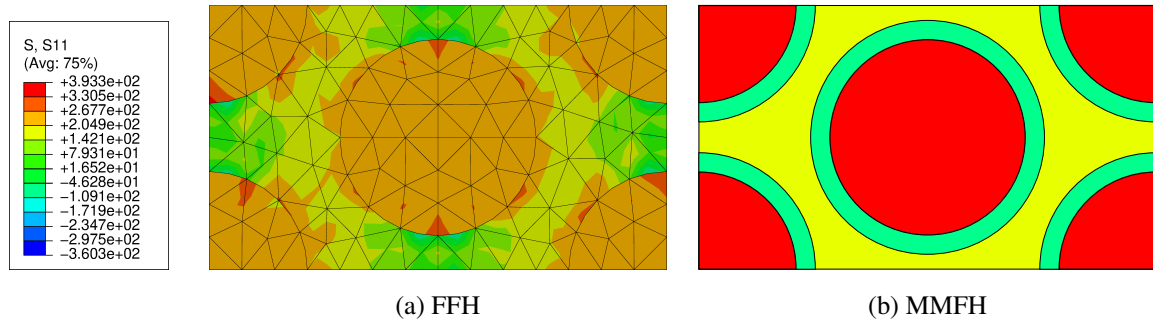 S, S11
(Avg: 75%)
+3.933e+02
+3.305e+02
+2.677e+02
+2.049e+02
+1.421e+02
+7.931e+01
+1.652e+01
−4.628e+01
−1.091e+02
−1.719e+02
−2.347e+02
−2.975e+02
−3.603e+02
(a) FFH
(b) MMFH